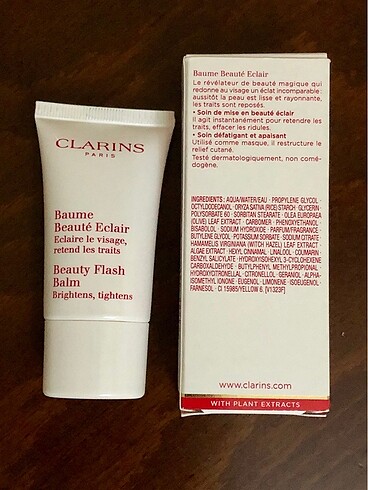 CLARINS
PARIS
Baume
Beauté Eclair
Eclaire le visage,
retend les traits
Beauty Flash
Balm
Brightens, tightens
Baume Beauté Eclair
Le révélateur de beauté magique qui
redonne au visage un éclat incomparable :
aussitôt la peau est lisse et rayonnante,
les traits sont reposés.
• Soin de mise en beauté éclair
Il agit instantanément pour retendre les
traits, effacer les ridules.
• Soin défatigant et apaisant
Utilisé comme masque, il restructure le
relief cutané.
Testé dermatologiquement, non comé-
dogène.
INGREDIENTS : AQUA/WATER/EAU · PROPYLENE GLYCOL ·
OCTYLDODECANOL · ORYZA SATIVA (RICE) STARCH · GLYCERIN ·
POLYSORBATE 60 · SORBITAN STEARATE · OLEA EUROPAEA
(OLIVE) LEAF EXTRACT · CARBOMER · PHENOXYETHANOL ·
BISABOLOL · SODIUM HYDROXIDE · PARFUM/FRAGRANCE ·
BUTYLENE GLYCOL · POTASSIUM SORBATE · SODIUM CITRATE ·
HAMAMELIS VIRGINIANA (WITCH HAZEL) LEAF EXTRACT ·
ALGAE EXTRACT · HEXYL CINNAMAL · LINALOOL · COUMARIN ·
BENZYL SALICYLATE · HYDROXYISOHEXYL 3-CYCLOHEXENE
CARBOXALDEHYDE · BUTYLPHENYL METHYLPROPIONAL ·
HYDROXYCITRONELLAL · CITRONELLOL · GERANIOL · ALPHA-
ISOMETHYL IONONE · EUGENOL · LIMONENE · ISOEUGENOL ·
FARNESOL · CI 15985/YELLOW 6. [V1323F]
www.clarins.com
WITH PLANT EXTRACTS